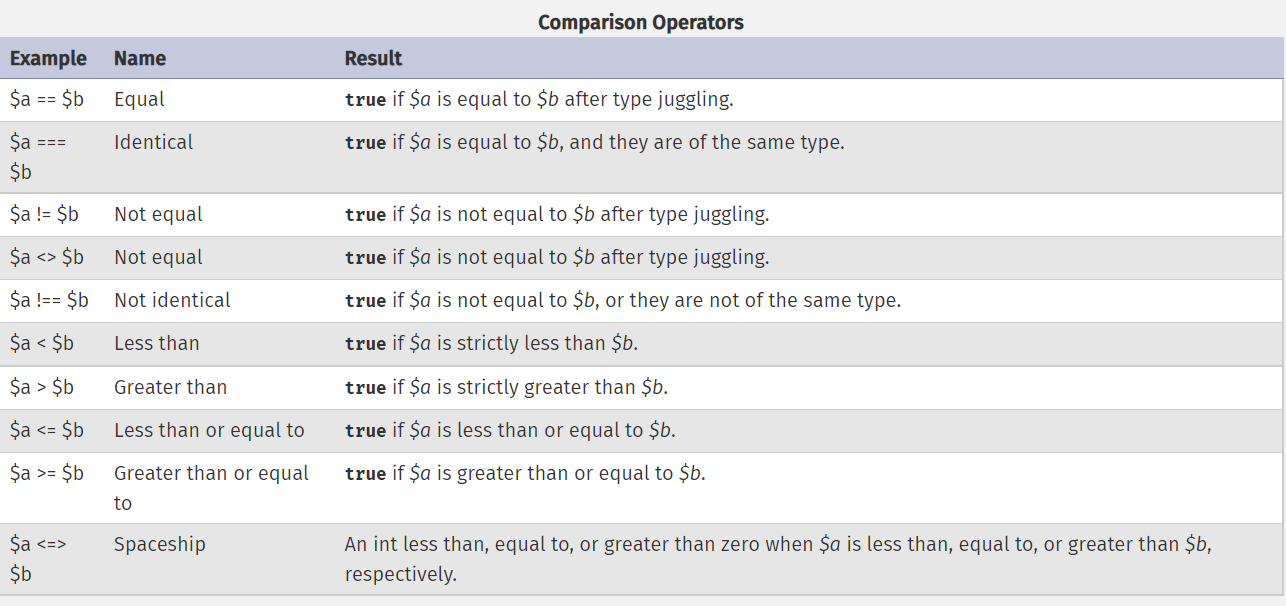 Comparison Operators
Example Name Result
$a == $b Equal true if $a is equal to $b after type juggling.
$a === $b Identical true if $a is equal to $b, and they are of the same type.
$a != $b Not equal true if $a is not equal to $b after type juggling.
$a <> $b Not equal true if $a is not equal to $b after type juggling.
$a !== $b Not identical true if $a is not equal to $b, or they are not of the same type.
$a < $b Less than true if $a is strictly less than $b.
$a > $b Greater than true if $a is strictly greater than $b.
$a <= $b Less than or equal to true if $a is less than or equal to $b.
$a >= $b Greater than or equal to true if $a is greater than or equal to $b.
$a <=> $b Spaceship An int less than, equal to, or greater than zero when $a is less than, equal to, or greater than $b, respectively.